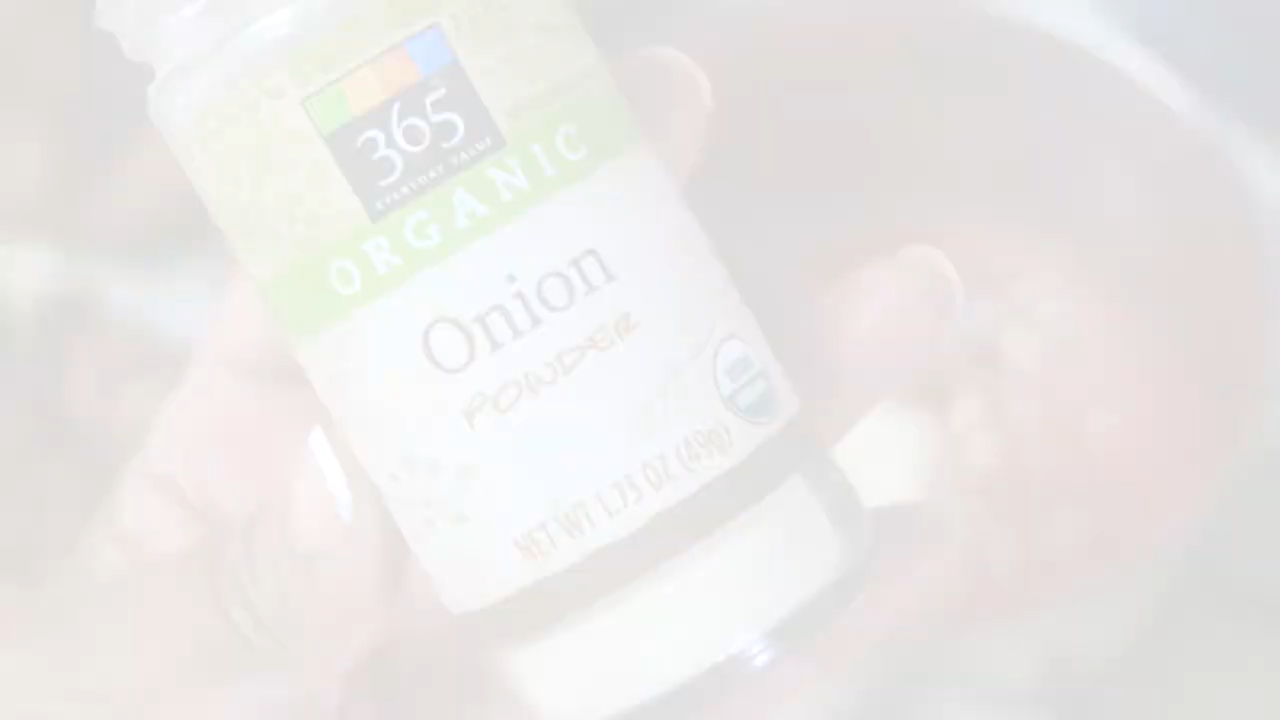 365
EVERYDAY VALUE
ORGANIC
Onion
POWDER
NET WT 1.73 OZ (49g)